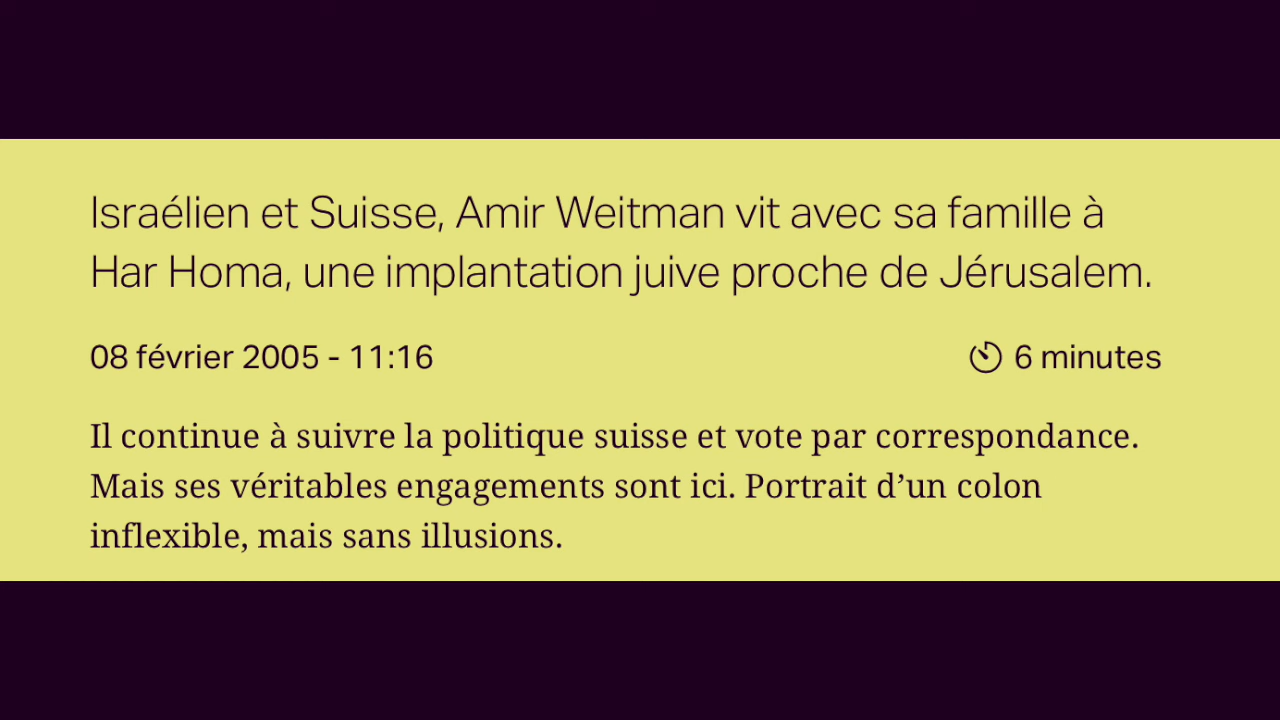 Israélien et Suisse, Amir Weitman vit avec sa famille à
Har Homa, une implantation juive proche de Jérusalem.
08 février 2005 - 11:16
6 minutes
Il continue à suivre la politique suisse et vote par correspondance.
Mais ses véritables engagements sont ici. Portrait d’un colon
inflexible, mais sans illusions.